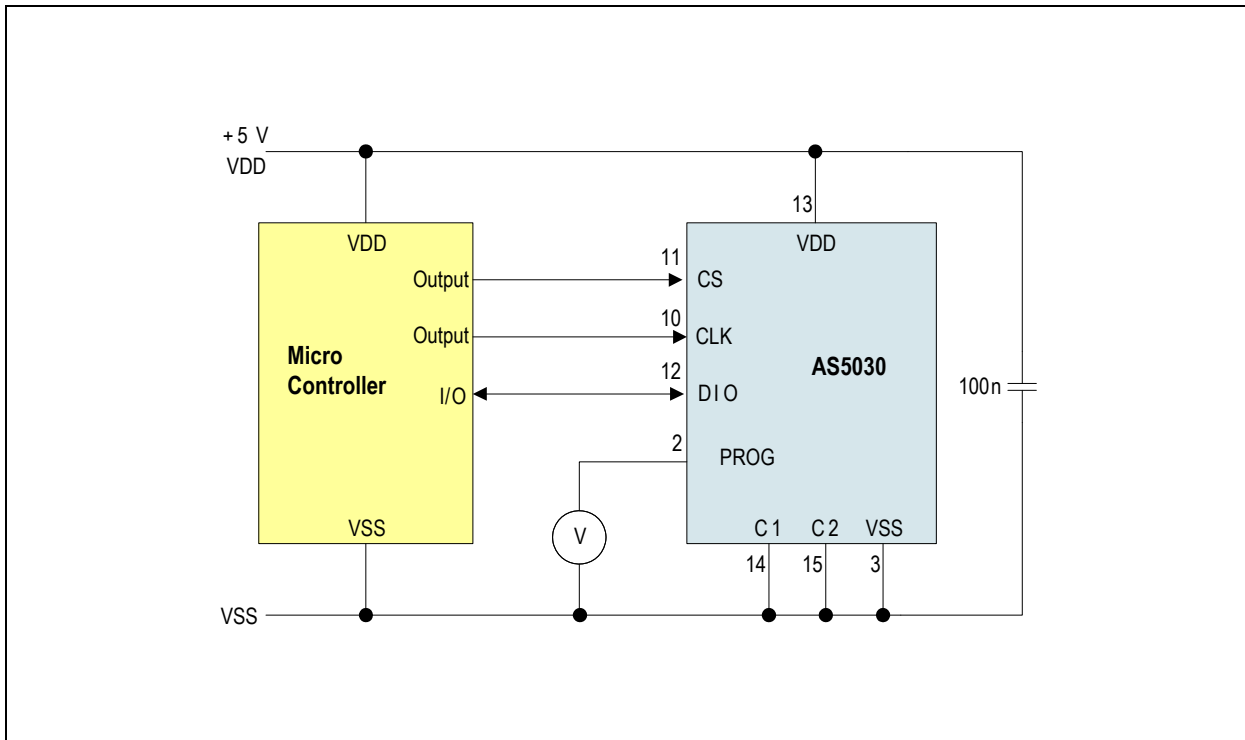 +5 V
VDD
13
VDD
VDD
11
Output
CS
10
Output
CLK
Micro
Controller
AS5030
12
I/O
DIO
100n
2
PROG
V
VSS
C1
C2
VSS
14
15
3
VSS